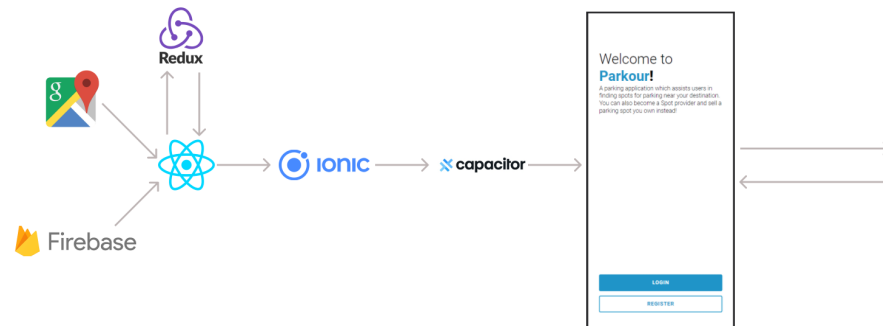 Redux
g
Firebase
IONIC
capacitor
Welcome to
Parkour!
A parking application which assists users in
finding spots for parking near your destination.
You can also become a Spot provider and sell a
parking spot you own instead!
LOGIN
REGISTER